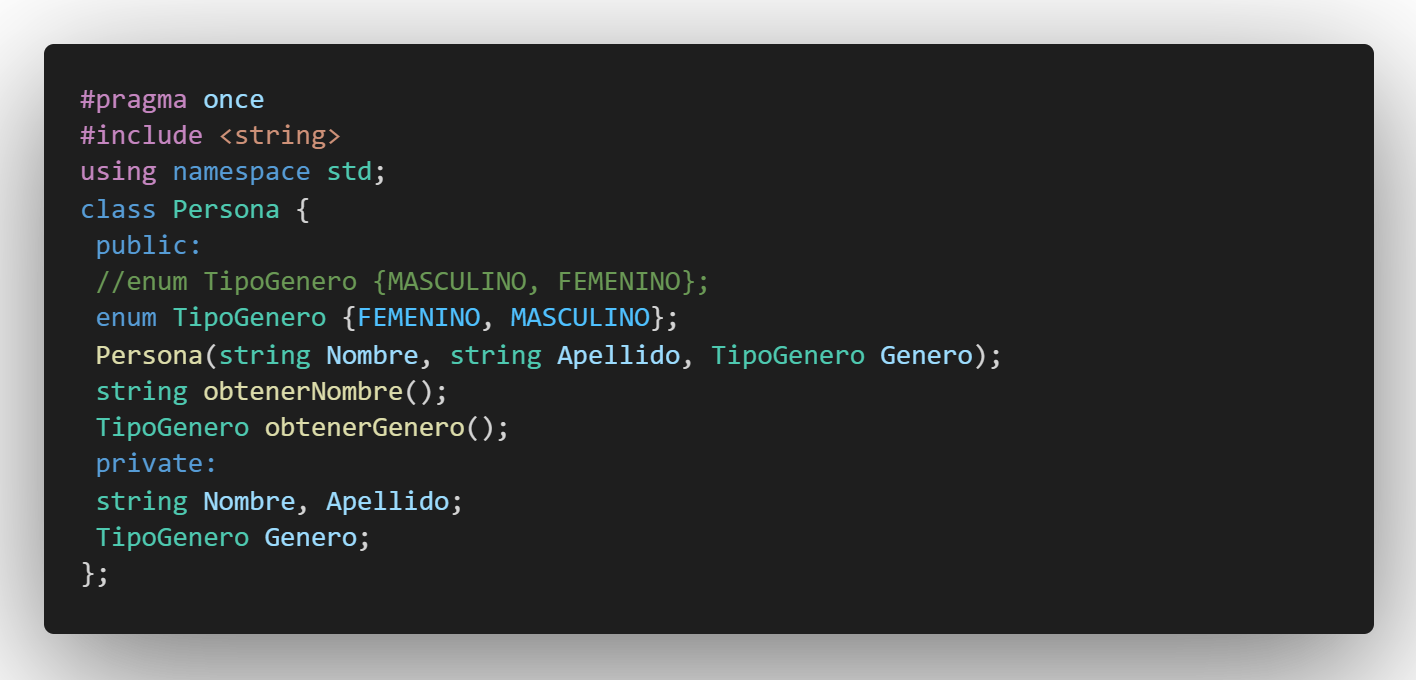 #pragma once
#include <string>
using namespace std;
class Persona {
 public:
 //enum TipoGenero {MASCULINO, FEMENINO};
 enum TipoGenero {FEMENINO, MASCULINO};
 Persona(string Nombre, string Apellido, TipoGenero Genero);
 string obtenerNombre();
 TipoGenero obtenerGenero();
 private:
 string Nombre, Apellido;
 TipoGenero Genero;
};